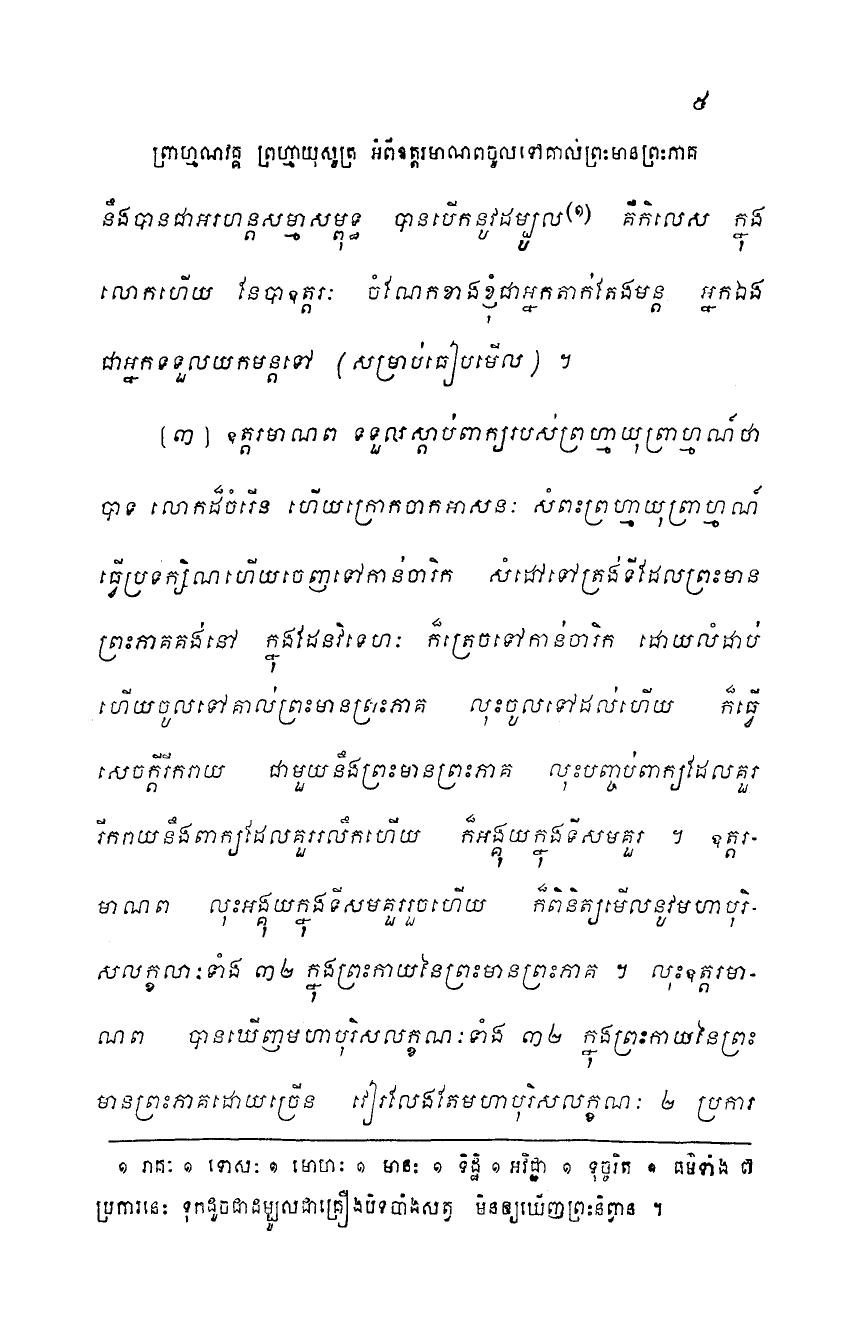 ៥
ព្រាហ្មណវគ្គ ព្រហ្មាយុសូត្រ អំពីឧត្តរមាណពចូលទៅគាល់ព្រះមានព្រះភាគ
នឹងបានជាអរហន្តសម្មាសម្ពុទ្ធ បានបើកនូវដម្បូល(១) គឺកិលេស ក្នុង
លោកហើយ នែបាឧត្តរៈ ចំណែកខាងខ្ញុំជាអ្នកតាក់តែងមន្ត អ្នកឯង
ជាអ្នកទទួលយកមន្តទៅ (សម្រាប់ធៀបមើល) ។
(៣) ឧត្តរមាណព ទទួលស្តាប់ពាក្យរបស់ព្រហ្មាយុព្រាហ្មណ៍ថា
បាទ លោកដ៏ចំរើន ហើយក្រោកចាកអាសនៈ សំពះព្រហ្មាយុព្រាហ្មណ៍
ធ្វើប្រទក្សិណហើយចេញទៅកាន់ចារិក សំដៅទៅត្រង់ទីដែលព្រះមាន
ព្រះភាគគង់នៅ ក្នុងដែនវិទេហៈ ក៏ត្រេចទៅកាន់ចារិក ដោយលំដាប់
ហើយចូលទៅគាល់ព្រះមានព្រះភាគ លុះចូលទៅដល់ហើយ ក៏ធ្វើ
សេចក្តីរីករាយ ជាមួយនឹងព្រះមានព្រះភាគ លុះបញ្ចប់ពាក្យដែលគួរ
រីករាយនឹងពាក្យដែលគួររលឹកហើយ ក៏អង្គុយក្នុងទីសមគួរ ។ ឧត្តរ-
មាណព លុះអង្គុយក្នុងទីសមគួររួចហើយ ក៏ពិនិត្យមើលនូវមហាបុរិ-
សលក្ខណៈទាំង ៣២ ក្នុងព្រះកាយនៃព្រះមានព្រះភាគ ។ លុះឧត្តរមា-
ណព បានឃើញមហាបុរិសលក្ខណៈទាំង ៣២ ក្នុងព្រះកាយនៃព្រះ
មានព្រះភាគដោយច្រើន វៀរលែងតែមហាបុរិសលក្ខណៈ ២ ប្រការ
១ រាគៈ ១ ទោសៈ ១ មោហៈ ១ មានះ ១ ទិដ្ឋិ ១ អវិជ្ជា ១ ទុច្ចរិត ១ ធម៌ទាំង ៧
ប្រការនេះ ទុកដូចជាដម្បូលជាគ្រឿងបិទបាំងសត្វ មិនឲ្យឃើញព្រះនិព្វាន ។